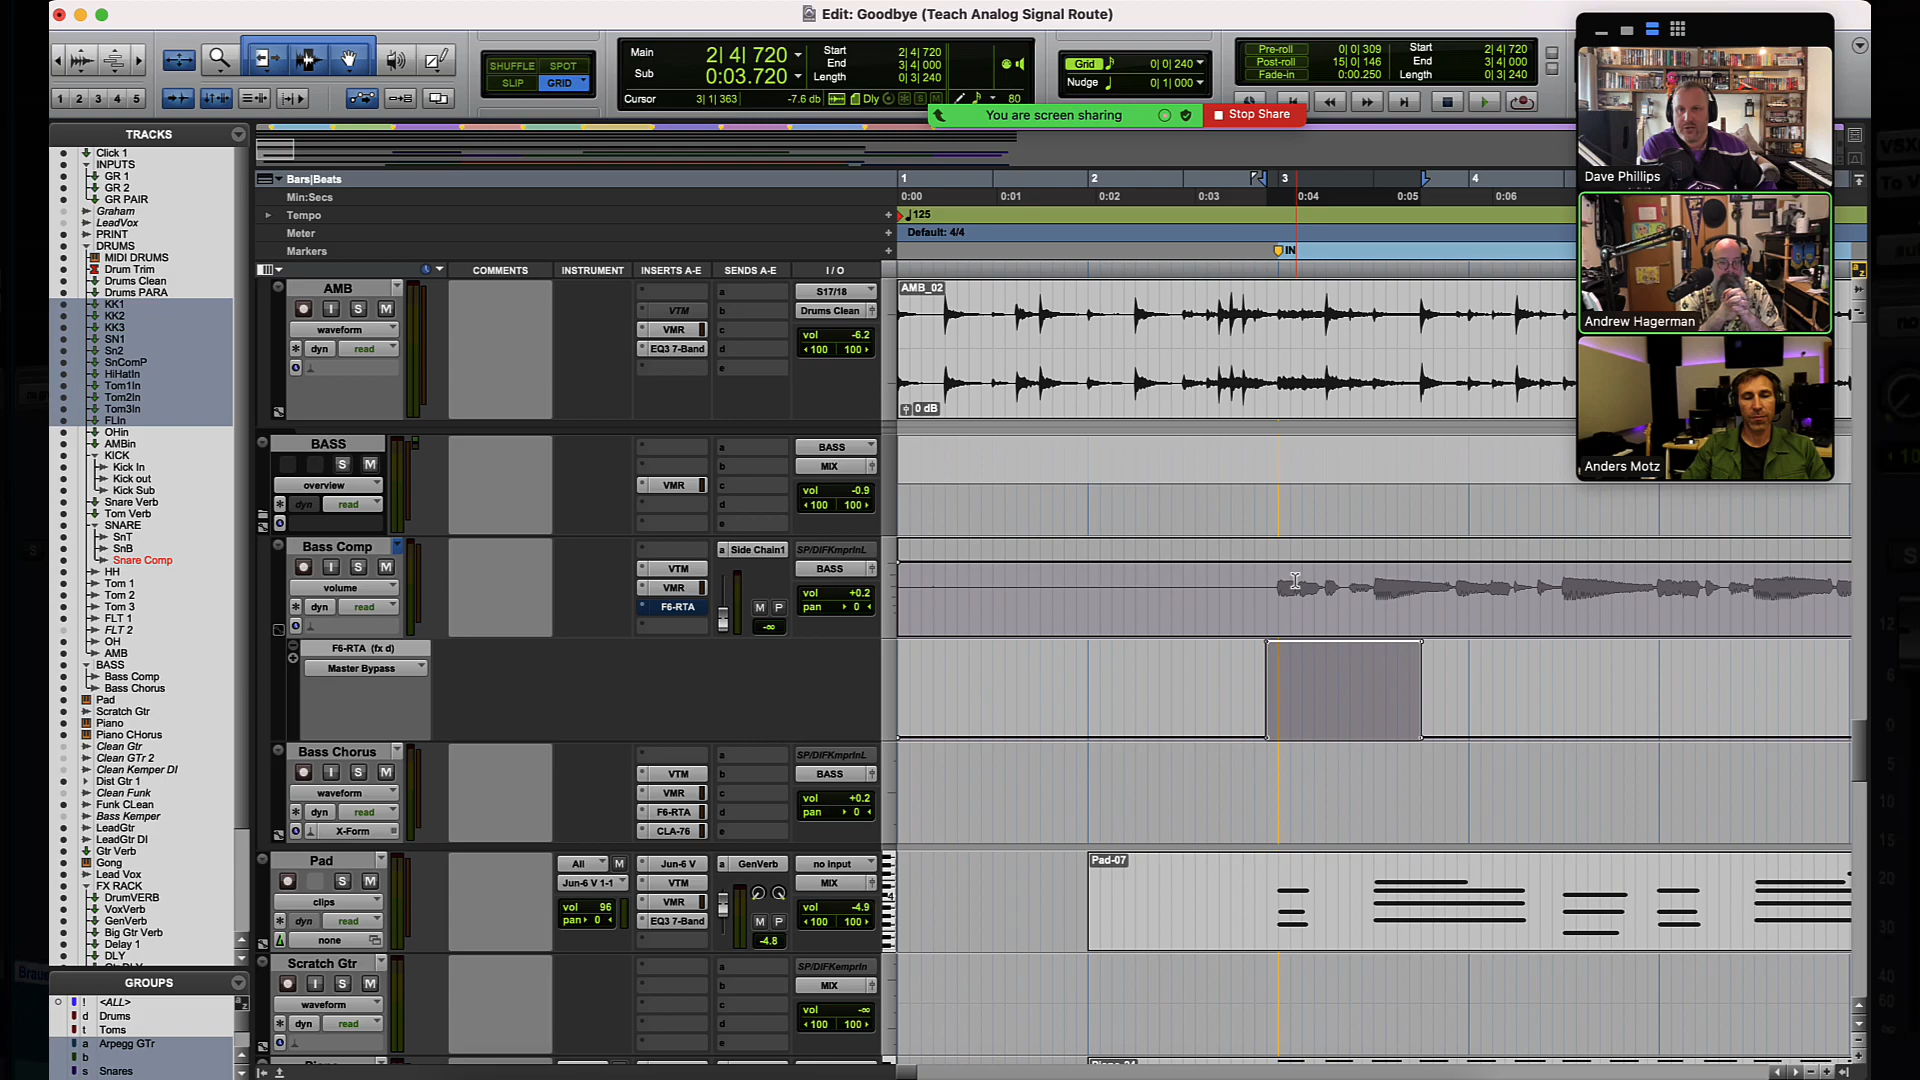 Edit: Goodbye (Teach Analog Signal Route)
SHUFFLE SPOT
SLIP GRID
Main 2| 4| 720
Sub 0:03.720
Start 2| 4| 720
End 3| 4| 000
Length 0| 3| 240
Cursor 3| 1| 363 -7.6 db Dly 80
Grid 0| 0| 240
Nudge 0| 1| 000
Pre-roll 0| 0| 309
Post-roll 15| 0| 146
Fade-in 0:00.250
Start 2| 4| 720
End 3| 4| 000
Length 0| 3| 240
1 2 3 4 5
You are screen sharing
Stop Share
Dave Phillips
Andrew Hagerman
Anders Motz
TRACKS
Click 1
INPUTS
GR 1
GR 2
GR PAIR
Graham
LeadVox
PRINT
DRUMS
MIDI DRUMS
Drum Trim
Drums Clean
Drums PARA
KK1
KK2
KK3
SN1
Sn2
SnComP
HiHatIn
Tom1In
Tom2In
Tom3In
FLIn
OHin
AMBin
KICK
Kick In
Kick out
Kick Sub
Snare Verb
Tom Verb
SNARE
SnT
SnB
Snare Comp
HH
Tom 1
Tom 2
Tom 3
FLT 1
FLT 2
OH
AMB
BASS
Bass Comp
Bass Chorus
Pad
Scratch Gtr
Piano
Piano CHorus
Clean Gtr
Clean GTr 2
Clean Kemper DI
Dist Gtr 1
Clean Funk
Funk CLean
Bass Kemper
LeadGtr
LeadGtr DI
Gtr Verb
Gong
Lead Vox
FX RACK
DrumVERB
VoxVerb
GenVerb
Big Gtr Verb
Delay 1
DLY
GROUPS
! <ALL>
d Drums
t Toms
a Arpegg GTr
b
s Snares
Bars|Beats 1 2 3 4
Min:Secs 0:00 0:01 0:02 0:03 0:04 0:05 0:06
Tempo 125
Meter Default: 4/4
Markers IN
COMMENTS INSTRUMENT INSERTS A-E SENDS A-E I / O
AMB
I S M
waveform
dyn read
VTM
VMR
EQ3 7-Band
a
b
c
d
e
S17/18
Drums Clean
vol -6.2
100 100
AMB_02
0 dB
BASS
S M
overview
dyn read
VMR
a
b
c
d
e
BASS
MIX
vol -0.9
100 100
Bass Comp
I S M
volume
dyn read
VTM
VMR
F6-RTA
a Side Chain1
M P
-∞
SP/DIFKmprInL
BASS
vol +0.2
pan 0
F6-RTA (fx d)
Master Bypass
Bass Chorus
I S M
waveform
dyn read
X-Form
VTM
VMR
F6-RTA
CLA-76
a
b
c
d
e
SP/DIFKmprInL
BASS
vol +0.2
pan 0
Pad
S M
clips
dyn read
none
All M
Jun-6 V 1-1
vol 96
pan 0
Jun-6 V
VTM
VMR
EQ3 7-Band
a GenVerb
M P
-4.8
no input
MIX
vol -4.9
100 100
Pad-07
Scratch Gtr
I S M
waveform
dyn read
a
b
c
d
e
SP/DIFKemprIn
MIX
vol -∞
100 100